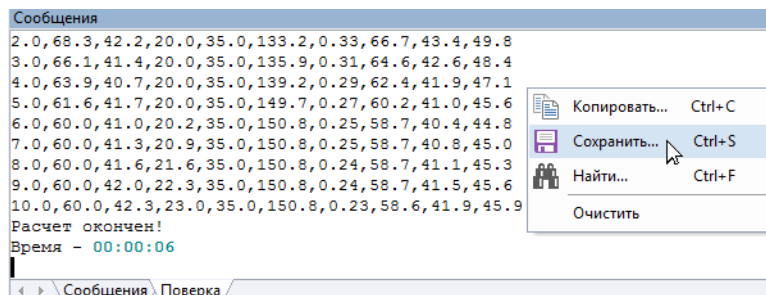 Сообщения
2.0,68.3,42.2,20.0,35.0,133.2,0.33,66.7,43.4,49.8
3.0,66.1,41.4,20.0,35.0,135.9,0.31,64.6,42.6,48.4
4.0,63.9,40.7,20.0,35.0,139.2,0.29,62.4,41.9,47.1
5.0,61.6,41.7,20.0,35.0,149.7,0.27,60.2,41.0,45.6
6.0,60.0,41.0,20.2,35.0,150.8,0.25,58.7,40.4,44.8
7.0,60.0,41.3,20.9,35.0,150.8,0.25,58.7,40.8,45.0
8.0,60.0,41.6,21.6,35.0,150.8,0.24,58.7,41.1,45.3
9.0,60.0,42.0,22.3,35.0,150.8,0.24,58.7,41.5,45.6
10.0,60.0,42.3,23.0,35.0,150.8,0.23,58.6,41.9,45.9
Расчет окончен!
Время - 00:00:06
Копировать... Ctrl+C
Сохранить... Ctrl+S
Найти... Ctrl+F
Очистить
Сообщения Поверка